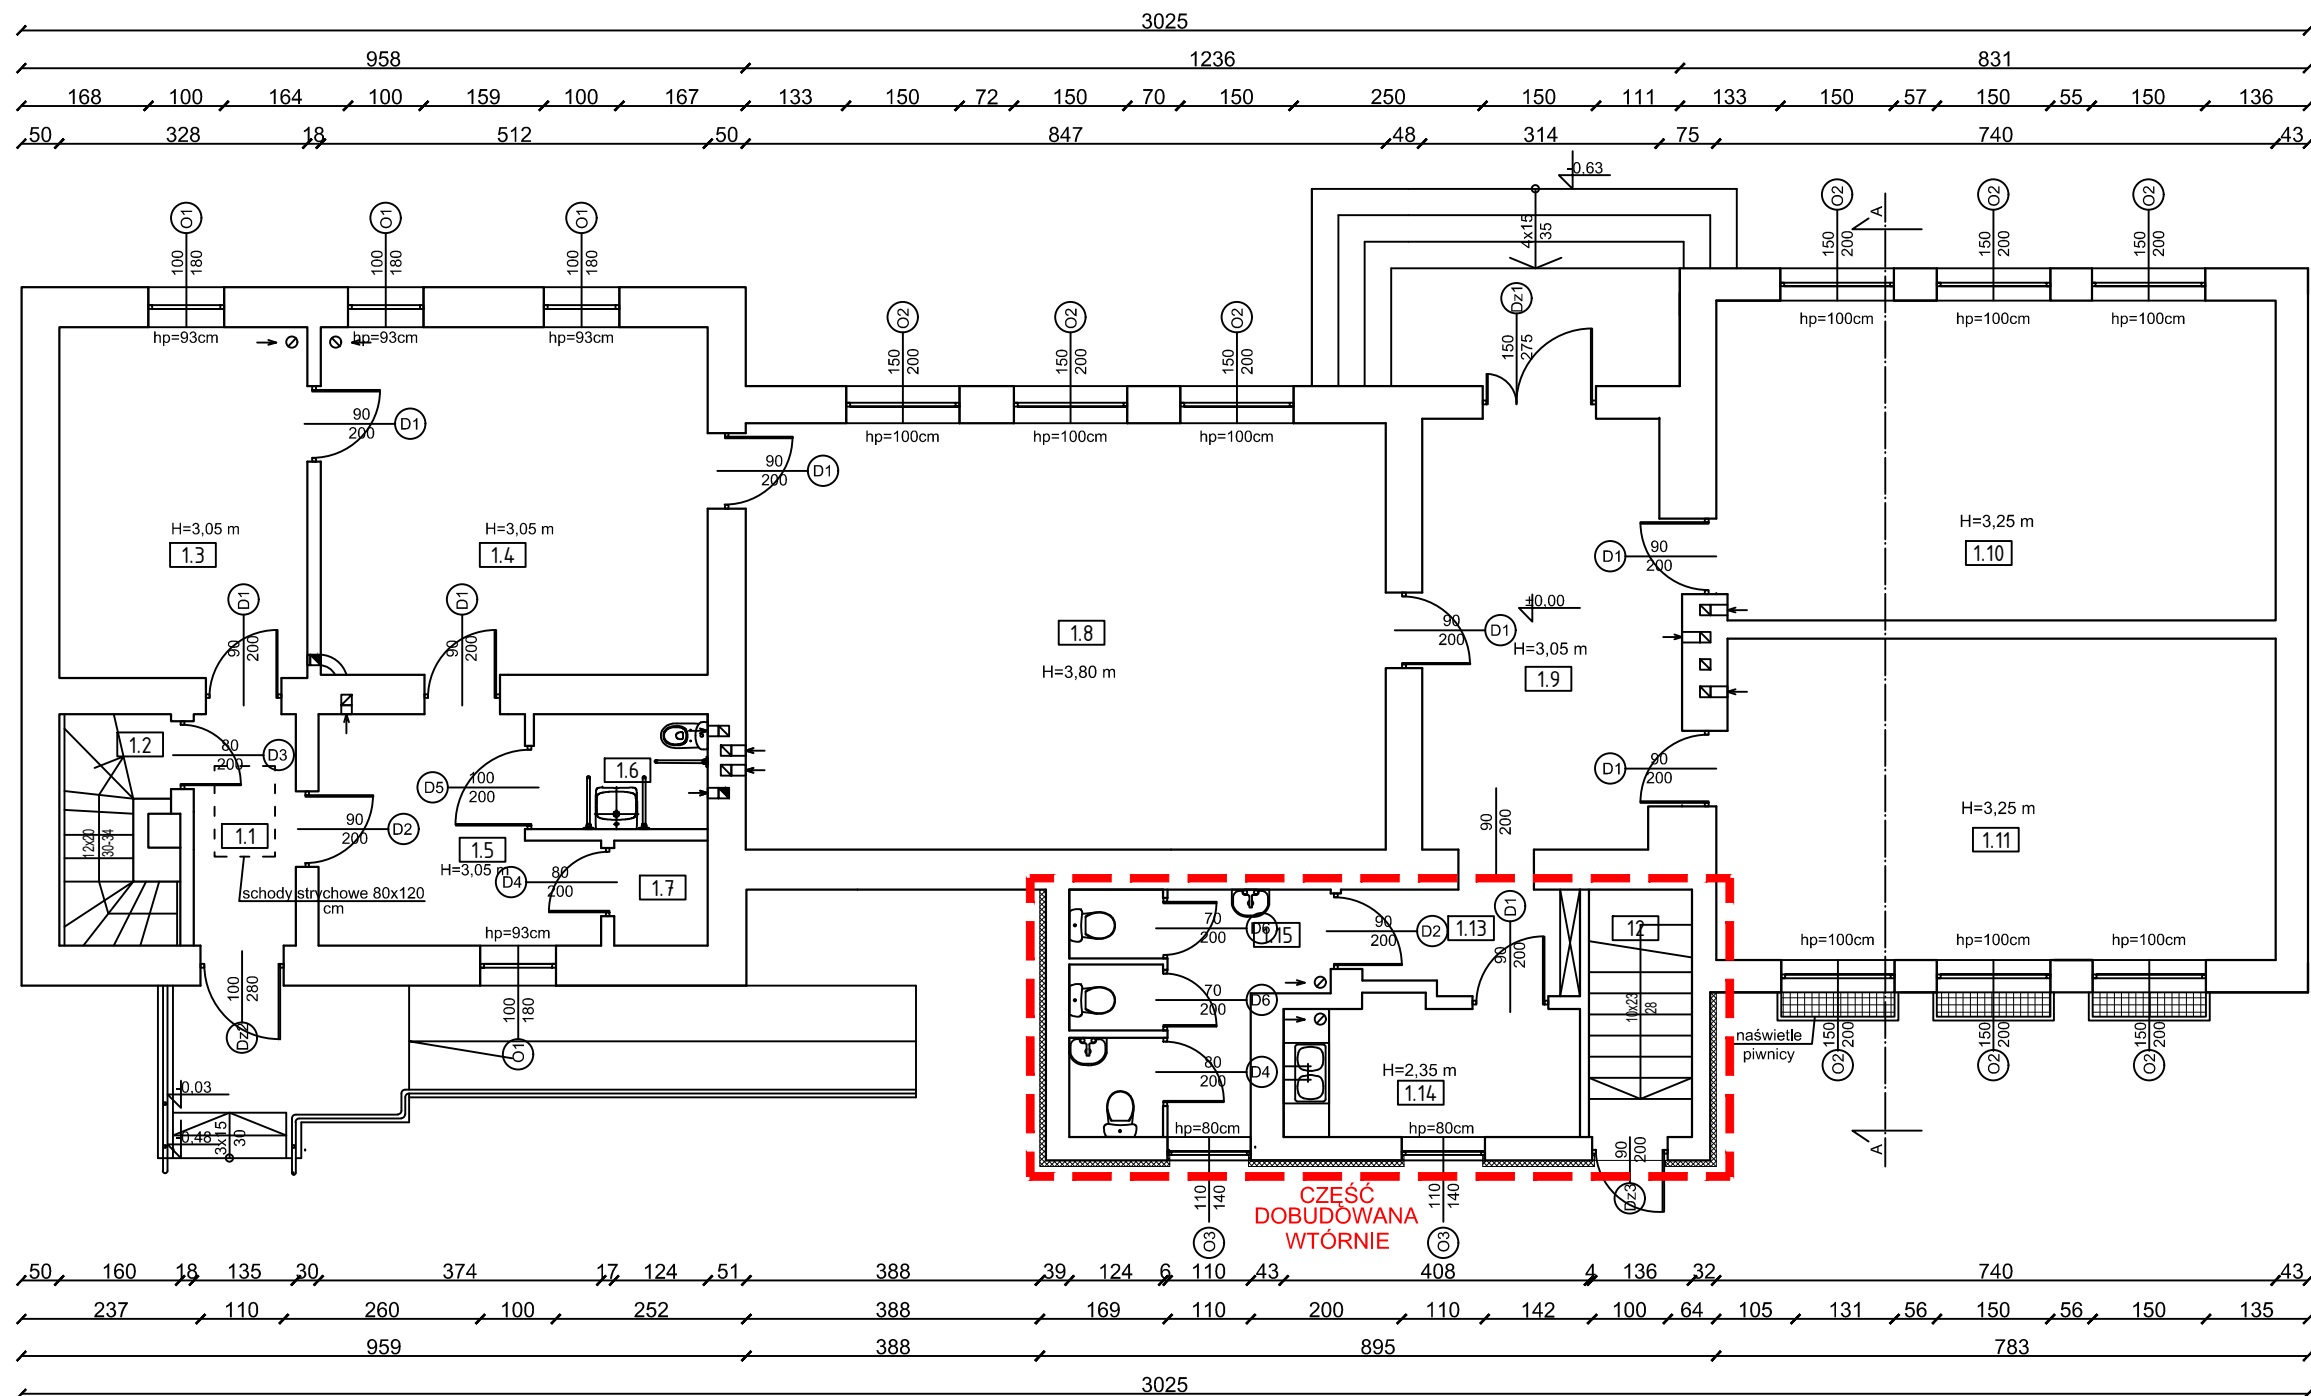 3025
958 1236 831
168 100 164 100 159 100 167 133 150 72 150 70 150 250 150 111 133 150 57 150 55 150 136
50 328 18 512 50 847 48 314 75 740 43
-0,63
O1 O1 O1 O2 O2 O2
100 180 100 180 100 180
4x15 35
150 200 150 200 150 200
A
Dz1
150 275
O2 O2 O2
150 200 150 200 150 200
hp=93cm hp=93cm hp=93cm
hp=100cm hp=100cm hp=100cm
hp=100cm hp=100cm hp=100cm
90 200 D1
90 200 D1
H=3,05 m
1.3
H=3,05 m
1.4
H=3,25 m
1.10
D1 90 200
D1 90 200
D1 90 200
±0,00
1.8
H=3,80 m
90 200 D1
H=3,05 m
1.9
1.2
80 200 D3
1.6
D5 100 200
D1 90 200
H=3,25 m
1.11
1.1
90 200 D2
12x20
30-34
1.5
H=3,05 m
D4 80 200
1.7
schody strychowe 80x120
cm
90 200
D1
hp=93cm
70 200 D6
1.15
90 200 D2
1.13
90 200
12
hp=100cm hp=100cm hp=100cm
100 280
Dz2
100 180
O1
70 200 D6
10x23
28
naświetle
piwnicy
150 200 150 200 150 200
O2 O2 O2
80 200 D4
H=2,35 m
1.14
-0,03
-0,48
3x15
30
hp=80cm hp=80cm
90 200
Dz3
A
110 140 110 140
O3 O3
CZĘŚĆ
DOBUDOWANA
WTÓRNIE
50 160 18 135 30 374 17 124 51 388 39 124 6 110 43 408 4 136 32 740 43
237 110 260 100 252 388 169 110 200 110 142 100 64 105 131 56 150 56 150 135
959 388 895 783
3025